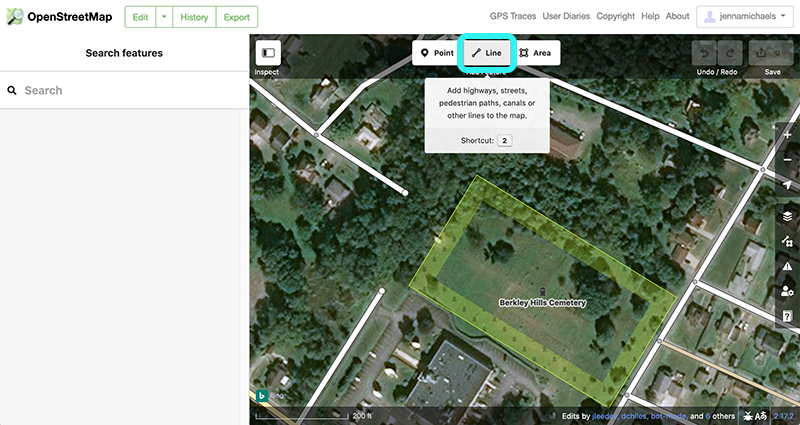 OpenStreetMap
Edit
History
Export
GPS Traces
User Diaries
Copyright
Help
About
jennamichaels
Search features
Search
Inspect
Point
Line
Area
Undo / Redo
0
Save
Add highways, streets,
pedestrian paths, canals or
other lines to the map.
Shortcut: 2
Berkley Hills Cemetery
Bing
200 ft
Edits by jleedev, dchiles, bot-mode, and 6 others
2.17.2